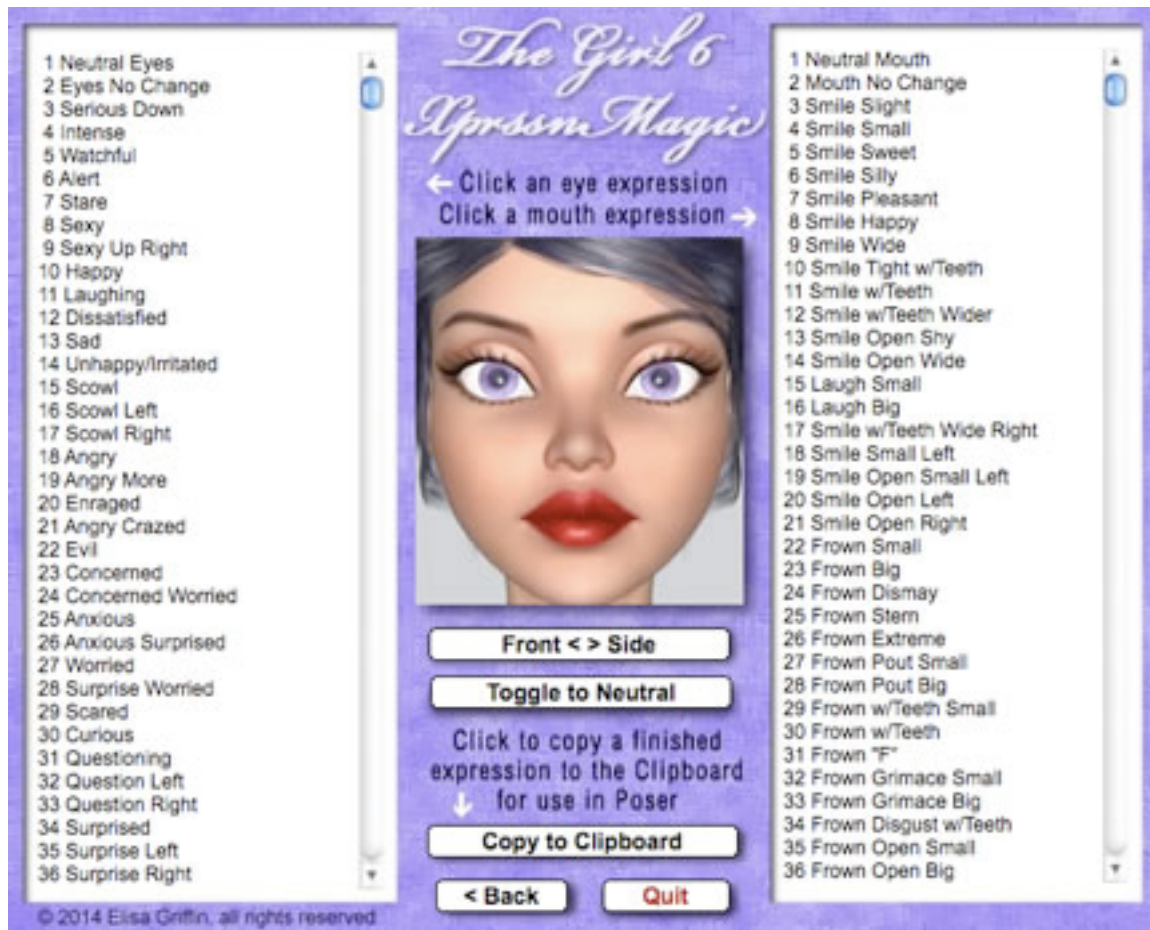 1 Neutral Eyes
2 Eyes No Change
3 Serious Down
4 Intense
5 Watchful
6 Alert
7 Stare
8 Sexy
9 Sexy Up Right
10 Happy
11 Laughing
12 Dissatisfied
13 Sad
14 Unhappy/Irritated
15 Scowl
16 Scowl Left
17 Scowl Right
18 Angry
19 Angry More
20 Enraged
21 Angry Crazed
22 Evil
23 Concerned
24 Concerned Worried
25 Anxious
26 Anxious Surprised
27 Worried
28 Surprise Worried
29 Scared
30 Curious
31 Questioning
32 Question Left
33 Question Right
34 Surprised
35 Surprise Left
36 Surprise Right
© 2014 Elisa Griffin, all rights reserved
The Girl 6
Xprssn Magic
← Click an eye expression
Click a mouth expression →
Front < > Side
Toggle to Neutral
Click to copy a finished
expression to the Clipboard
↓ for use in Poser
Copy to Clipboard
< Back
Quit
1 Neutral Mouth
2 Mouth No Change
3 Smile Slight
4 Smile Small
5 Smile Sweet
6 Smile Silly
7 Smile Pleasant
8 Smile Happy
9 Smile Wide
10 Smile Tight w/Teeth
11 Smile w/Teeth
12 Smile w/Teeth Wider
13 Smile Open Shy
14 Smile Open Wide
15 Laugh Small
16 Laugh Big
17 Smile w/Teeth Wide Right
18 Smile Small Left
19 Smile Open Small Left
20 Smile Open Left
21 Smile Open Right
22 Frown Small
23 Frown Big
24 Frown Dismay
25 Frown Stern
26 Frown Extreme
27 Frown Pout Small
28 Frown Pout Big
29 Frown w/Teeth Small
30 Frown w/Teeth
31 Frown "F"
32 Frown Grimace Small
33 Frown Grimace Big
34 Frown Disgust w/Teeth
35 Frown Open Small
36 Frown Open Big